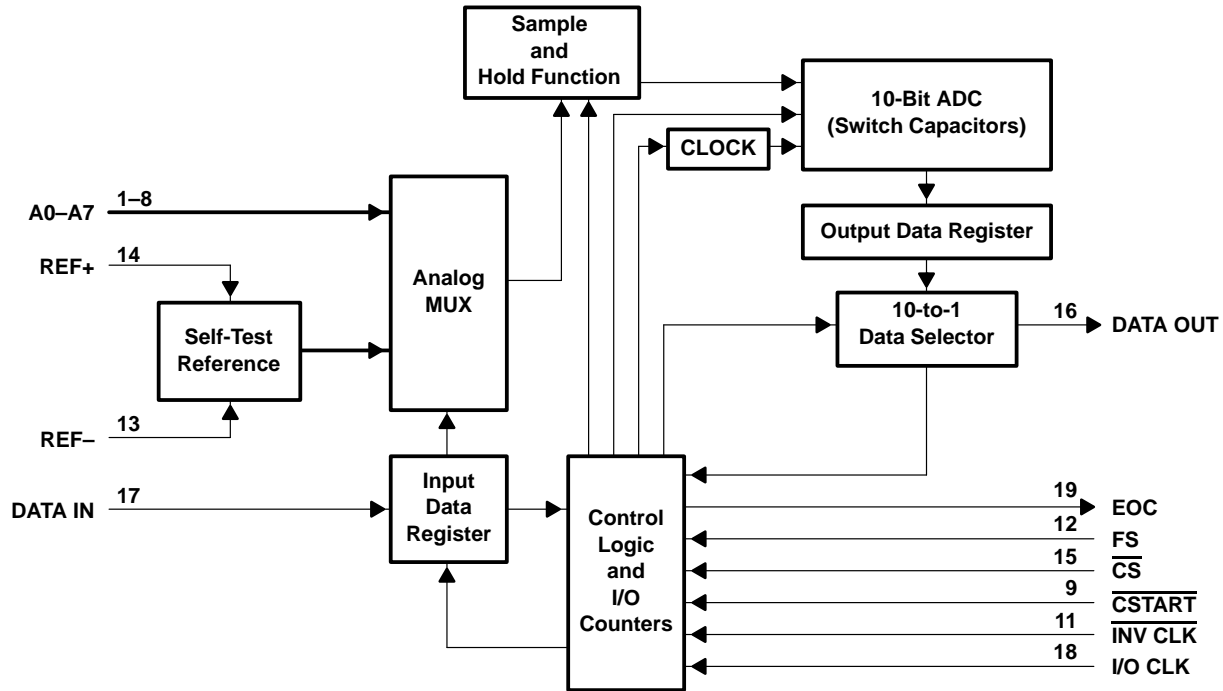 Sample
and
Hold Function
10-Bit ADC
(Switch Capacitors)
CLOCK
A0–A7
1–8
Output Data Register
REF+
14
Analog
MUX
Self-Test
Reference
10-to-1
Data Selector
16
DATA OUT
REF–
13
DATA IN
17
Input
Data
Register
Control
Logic
and
I/O
Counters
19
EOC
12
FS
15
CS
9
CSTART
11
INV CLK
18
I/O CLK